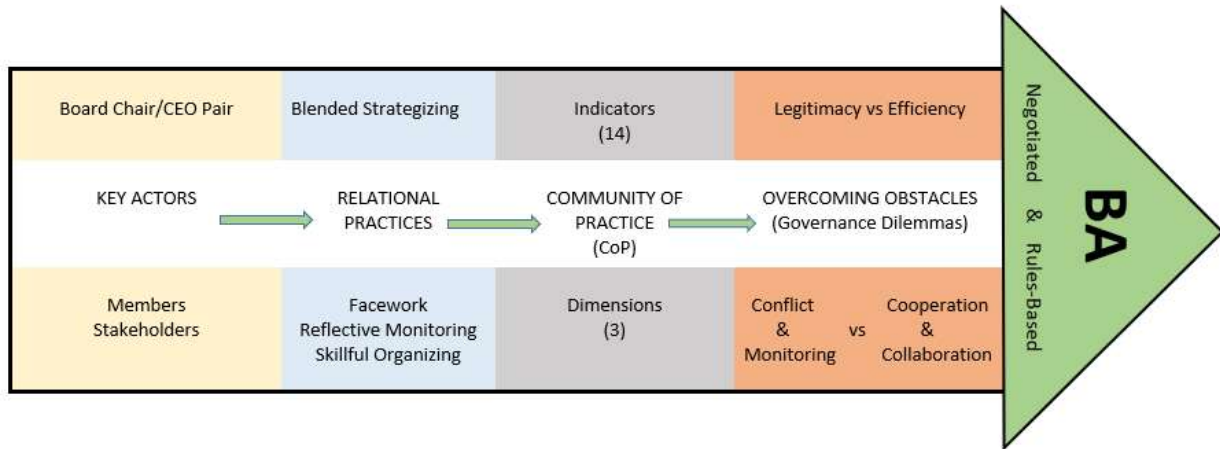 Board Chair/CEO Pair
Blended Strategizing
Indicators
(14)
Legitimacy vs Efficiency
KEY ACTORS
RELATIONAL
PRACTICES
COMMUNITY OF
PRACTICE
(CoP)
OVERCOMING OBSTACLES
(Governance Dilemmas)
Members
Stakeholders
Facework
Reflective Monitoring
Skillful Organizing
Dimensions
(3)
Conflict Cooperation
& &
Monitoring vs Collaboration
Negotiated & Rules-Based
BA